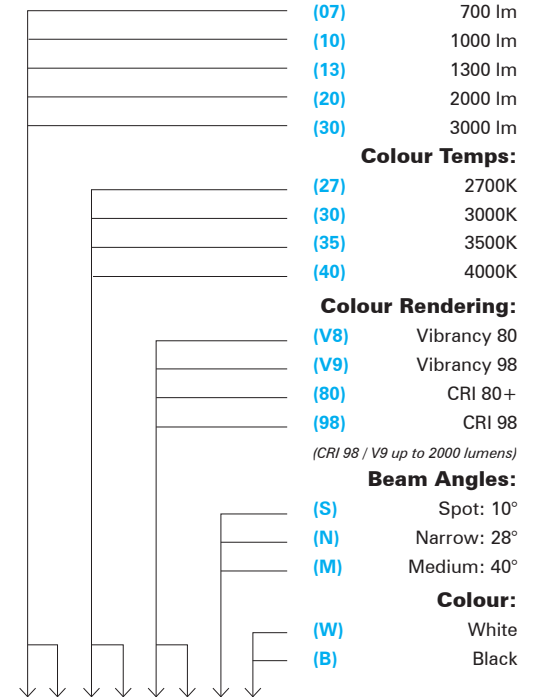 (07) 700 lm
(10) 1000 lm
(13) 1300 lm
(20) 2000 lm
(30) 3000 lm
Colour Temps:
(27) 2700K
(30) 3000K
(35) 3500K
(40) 4000K
Colour Rendering:
(V8) Vibrancy 80
(V9) Vibrancy 98
(80) CRI 80+
(98) CRI 98
(CRI 98 / V9 up to 2000 lumens)
Beam Angles:
(S) Spot: 10°
(N) Narrow: 28°
(M) Medium: 40°
Colour:
(W) White
(B) Black